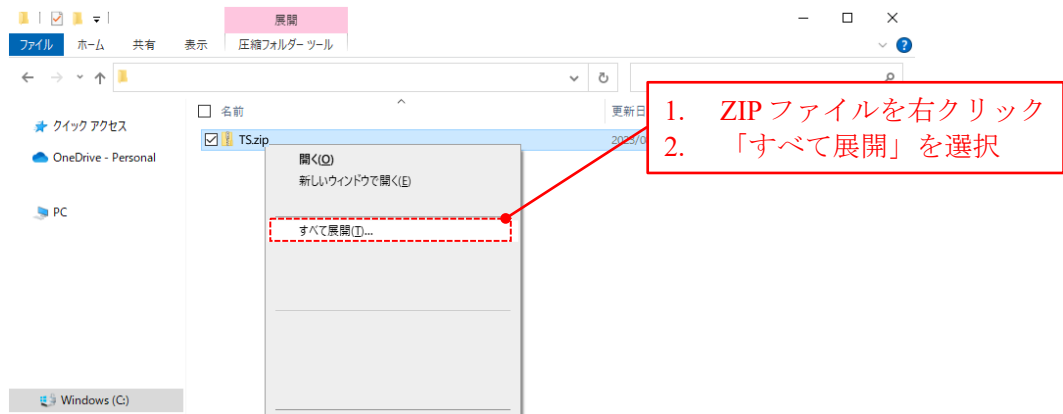 展開
ファイル ホーム 共有 表示 圧縮フォルダー ツール
名前 更新日
クイック アクセス
TS.zip
OneDrive - Personal
PC
Windows (C:)
開く(O)
新しいウィンドウで開く(E)
すべて展開(T)...
1. ZIP ファイルを右クリック
2. 「すべて展開」を選択